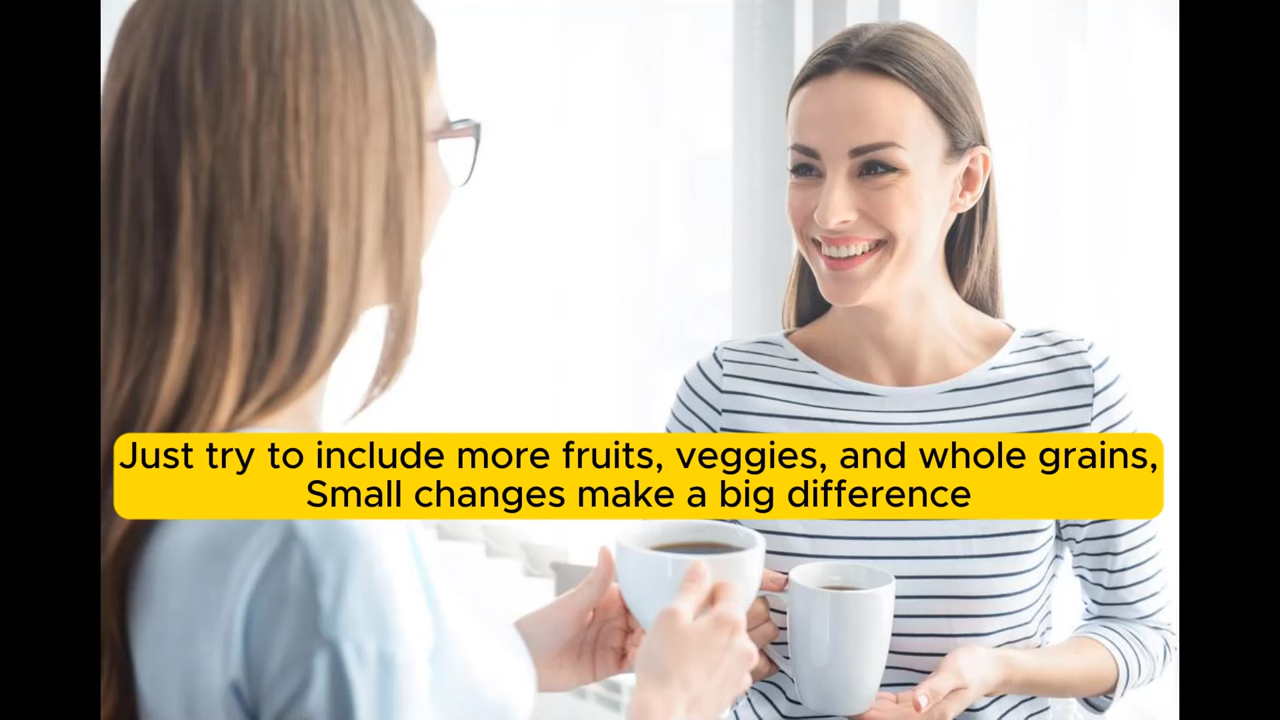 Just try to include more fruits, veggies, and whole grains,
Small changes make a big difference